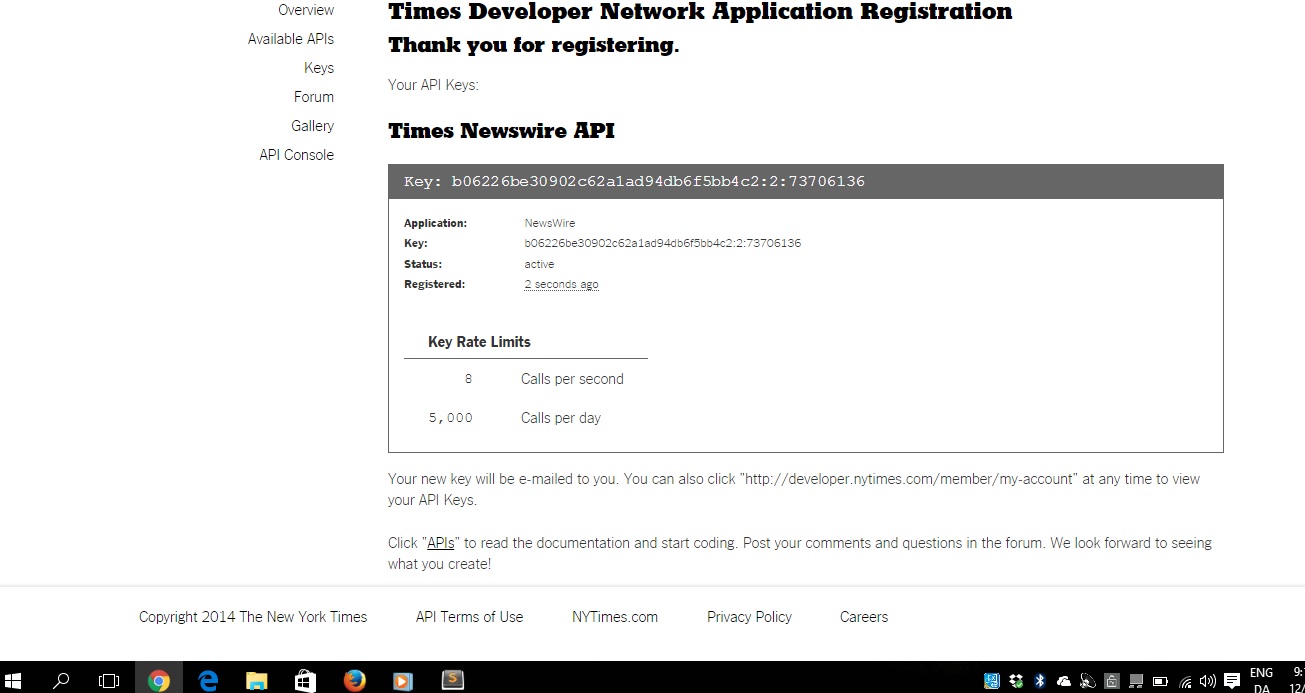 Overview
Available APIs
Keys
Forum
Gallery
API Console
Times Developer Network Application Registration
Thank you for registering.
Your API Keys:
Times Newswire API
Key: b06226be30902c62a1ad94db6f5bb4c2:2:73706136
Application: NewsWire
Key: b06226be30902c62a1ad94db6f5bb4c2:2:73706136
Status: active
Registered: 2 seconds ago
Key Rate Limits
8 Calls per second
5,000 Calls per day
Your new key will be e-mailed to you. You can also click "http://developer.nytimes.com/member/my-account" at any time to view
your API Keys.
Click "APIs" to read the documentation and start coding. Post your comments and questions in the forum. We look forward to seeing
what you create!
Copyright 2014 The New York Times API Terms of Use NYTimes.com Privacy Policy Careers
ENG
DA